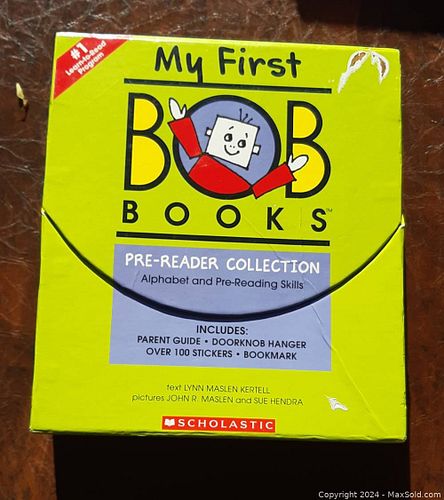 #1
Learn-to-Read
Program
My First
BOB
BOOKS™
PRE-READER COLLECTION
Alphabet and Pre-Reading Skills
INCLUDES:
PARENT GUIDE • DOORKNOB HANGER
OVER 100 STICKERS • BOOKMARK
text LYNN MASLEN KERTELL
pictures JOHN R. MASLEN and SUE HENDRA
SCHOLASTIC
Copyright 2024 - MaxSold.com